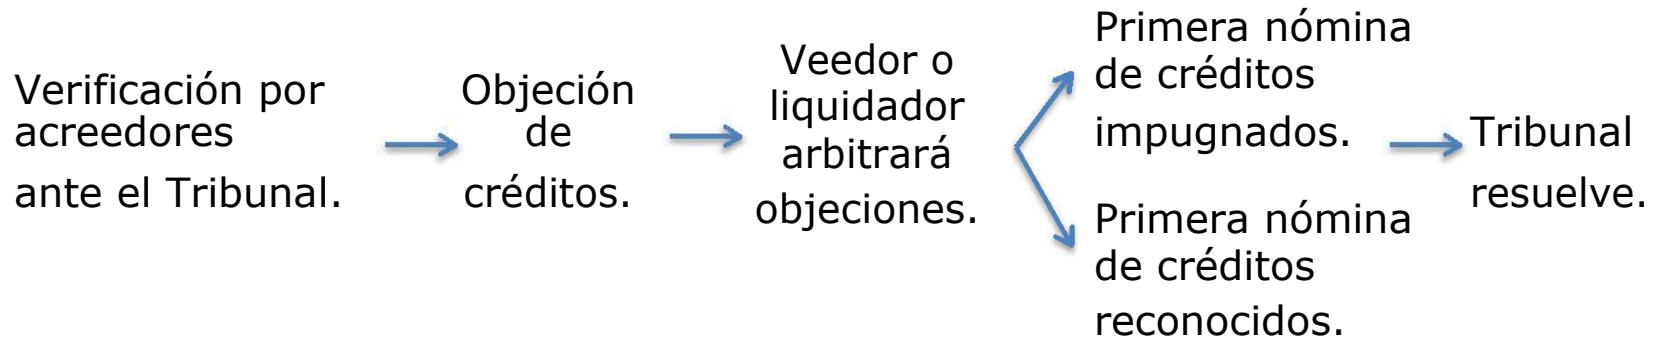 Verificación por
acreedores
ante el Tribunal.
Objeción
de
créditos.
Veedor o
liquidador
arbitrará
objeciones.
Primera nómina
de créditos
impugnados.
Primera nómina
de créditos
reconocidos.
Tribunal
resuelve.